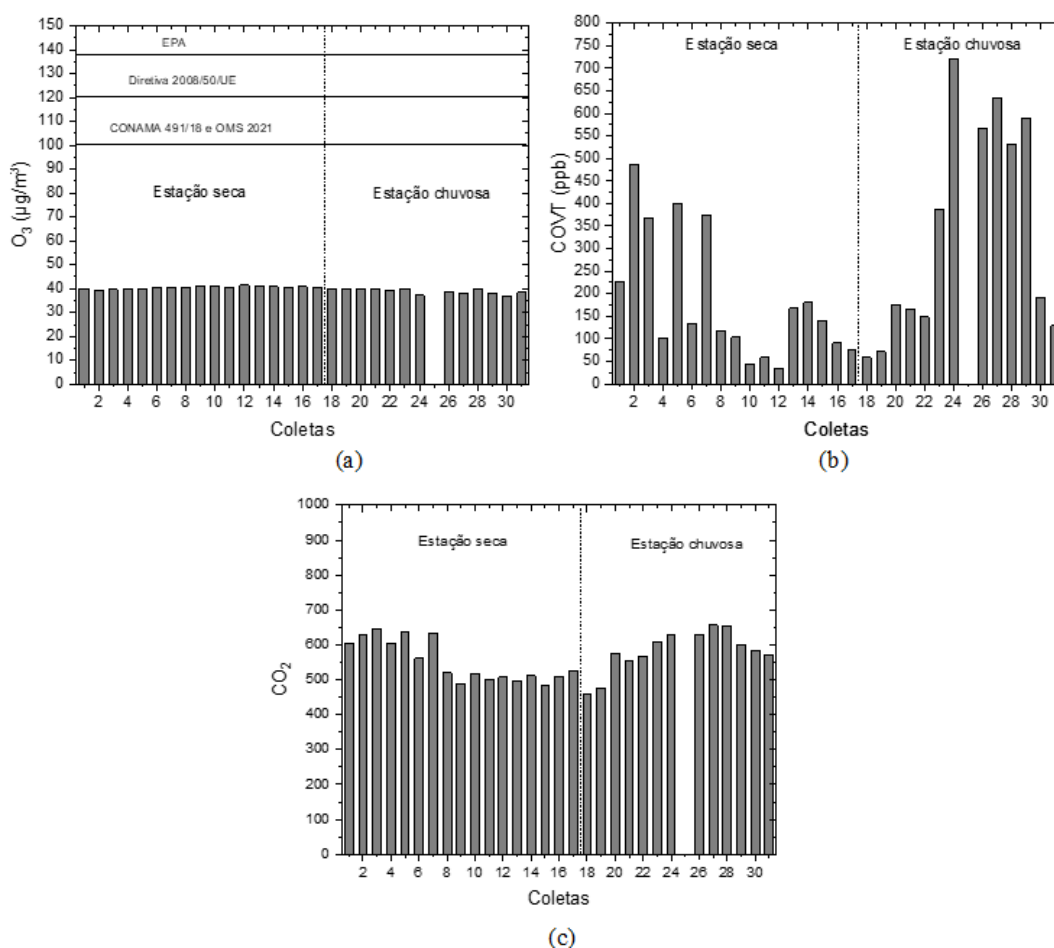 150
140
130
120
110
100
90
80
70
60
50
40
30
20
10
0
O₃ (µg/m³)
EPA
Diretiva 2008/50/UE
CONAMA 491/18 e OMS 2021
Estação seca
Estação chuvosa
2 4 6 8 10 12 14 16 18 20 22 24 26 28 30
Coletas
(a)
800
750
700
650
600
550
500
450
400
350
300
250
200
150
100
50
0
COVT (ppb)
Estação seca
Estação chuvosa
2 4 6 8 10 12 14 16 18 20 22 24 26 28 30
Coletas
(b)
1000
900
800
700
600
500
400
300
200
100
0
CO₂
Estação seca
Estação chuvosa
2 4 6 8 10 12 14 16 18 20 22 24 26 28 30
Coletas
(c)